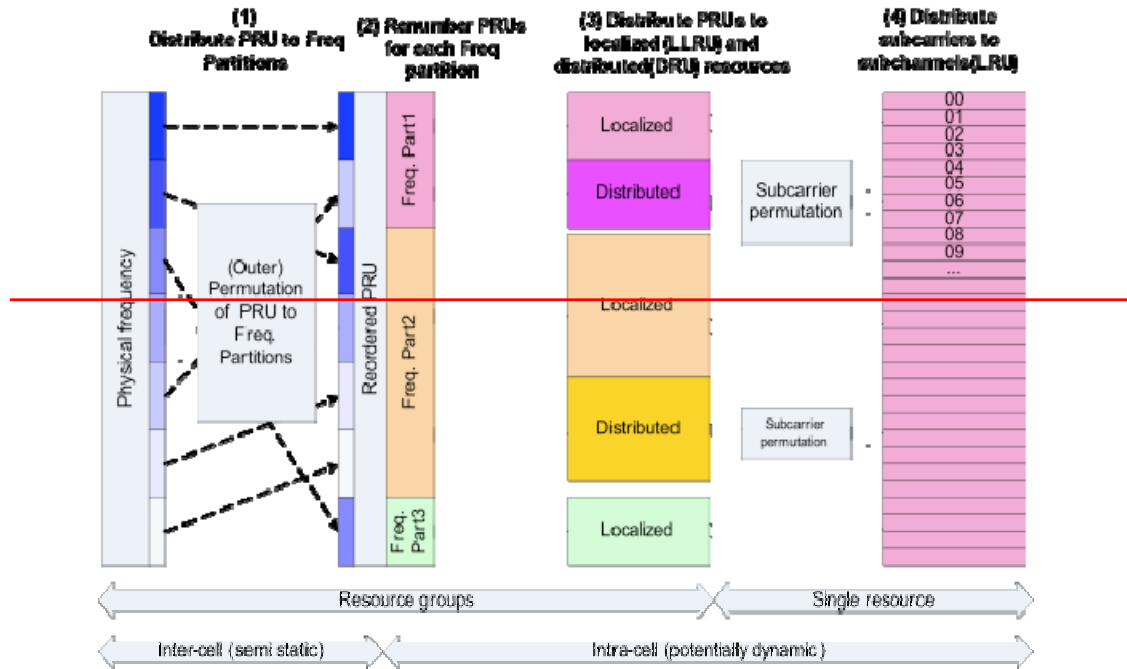 (1)
Distribute PRU to Freq
Partitions
(2) Renumber PRUs
for each Freq
partition
(3) Distribute PRUs to
localized (LLRU) and
distributed(DRU) resources
(4) Distribute
subcarriers to
subchannels(LRU)
Physical frequency
(Outer)
Permutation
of PRU to
Freq.
Partitions
Reordered PRU
Freq. Part1
Freq. Part2
Freq.
Part3
Localized
Distributed
Localized
Distributed
Localized
Subcarrier
permutation
Subcarrier
permutation
00
01
02
03
04
05
06
07
08
09
...
Resource groups
Single resource
Inter-cell (semi static)
Intra-cell (potentially dynamic)